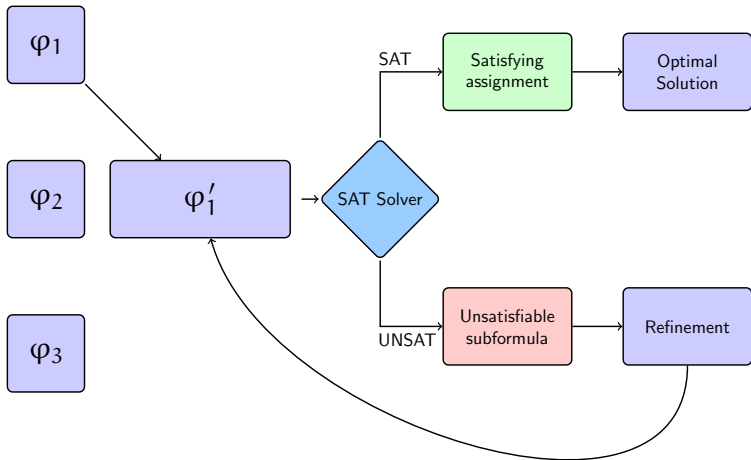 φ₁
SAT
Satisfying
assignment
Optimal
Solution
φ₂
φ₁′
SAT Solver
φ₃
UNSAT
Unsatisfiable
subformula
Refinement